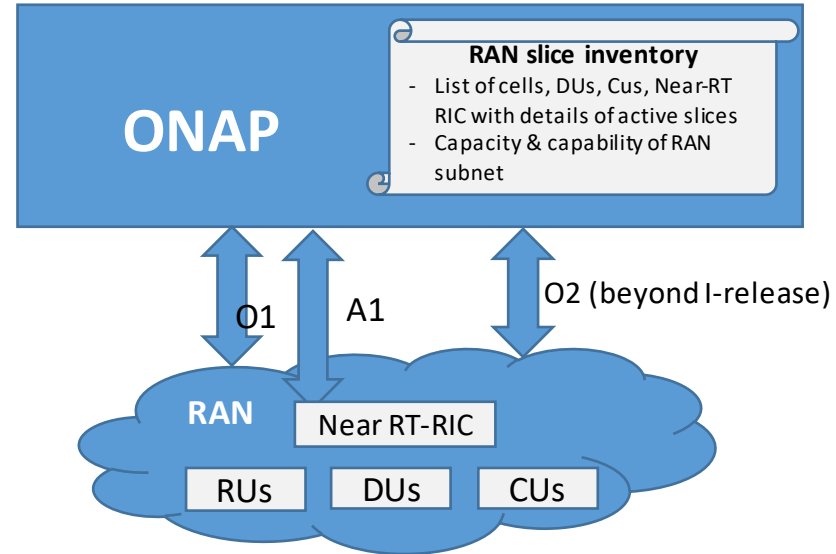 RAN slice inventory
- List of cells, DUs, Cus, Near-RT
RIC with details of active slices
- Capacity & capability of RAN
subnet
ONAP
O1
A1
O2 (beyond I-release)
RAN
Near RT-RIC
RUs
DUs
CUs